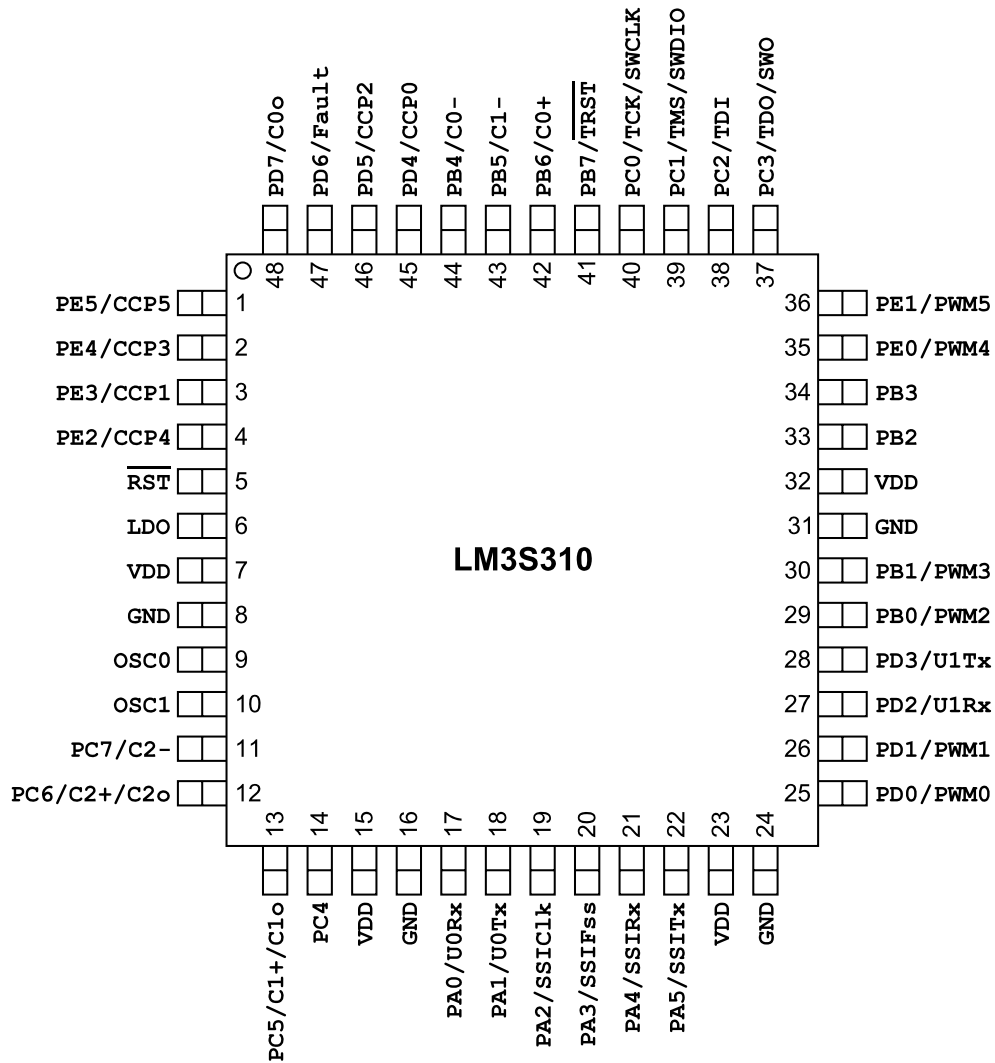 PD7/C0o
PD6/Fault
PD5/CCP2
PD4/CCP0
PB4/C0-
PB5/C1-
PB6/C0+
PB7/TRST
PC0/TCK/SWCLK
PC1/TMS/SWDIO
PC2/TDI
PC3/TDO/SWO
48
47
46
45
44
43
42
41
40
39
38
37
PE5/CCP5 1
PE4/CCP3 2
PE3/CCP1 3
PE2/CCP4 4
RST 5
LDO 6
VDD 7
GND 8
OSC0 9
OSC1 10
PC7/C2- 11
PC6/C2+/C2o 12
LM3S310
36 PE1/PWM5
35 PE0/PWM4
34 PB3
33 PB2
32 VDD
31 GND
30 PB1/PWM3
29 PB0/PWM2
28 PD3/U1Tx
27 PD2/U1Rx
26 PD1/PWM1
25 PD0/PWM0
13
14
15
16
17
18
19
20
21
22
23
24
PC5/C1+/C1o
PC4
VDD
GND
PA0/U0Rx
PA1/U0Tx
PA2/SSIClk
PA3/SSIFss
PA4/SSIRx
PA5/SSITx
VDD
GND